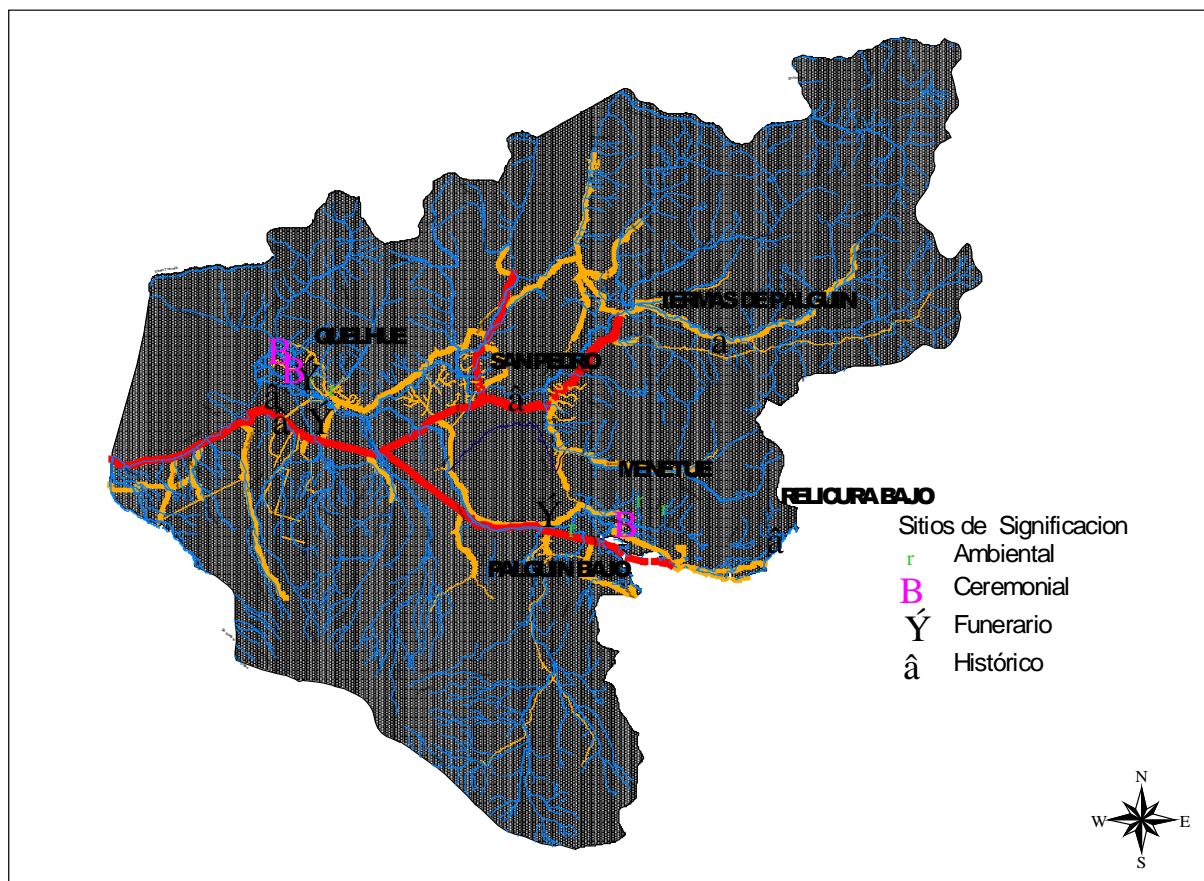 TERMAS DE PALGUIN
QUELHUE
B
B
SAN PEDRO
â
â
â
â
Ý
MENETUE
r
r
RELICURA BAJO
Ý
r
B
â
PALGUIN BAJO
Sitios de Significacion
r Ambiental
B Ceremonial
Ý Funerario
â Histórico
N
W E
S